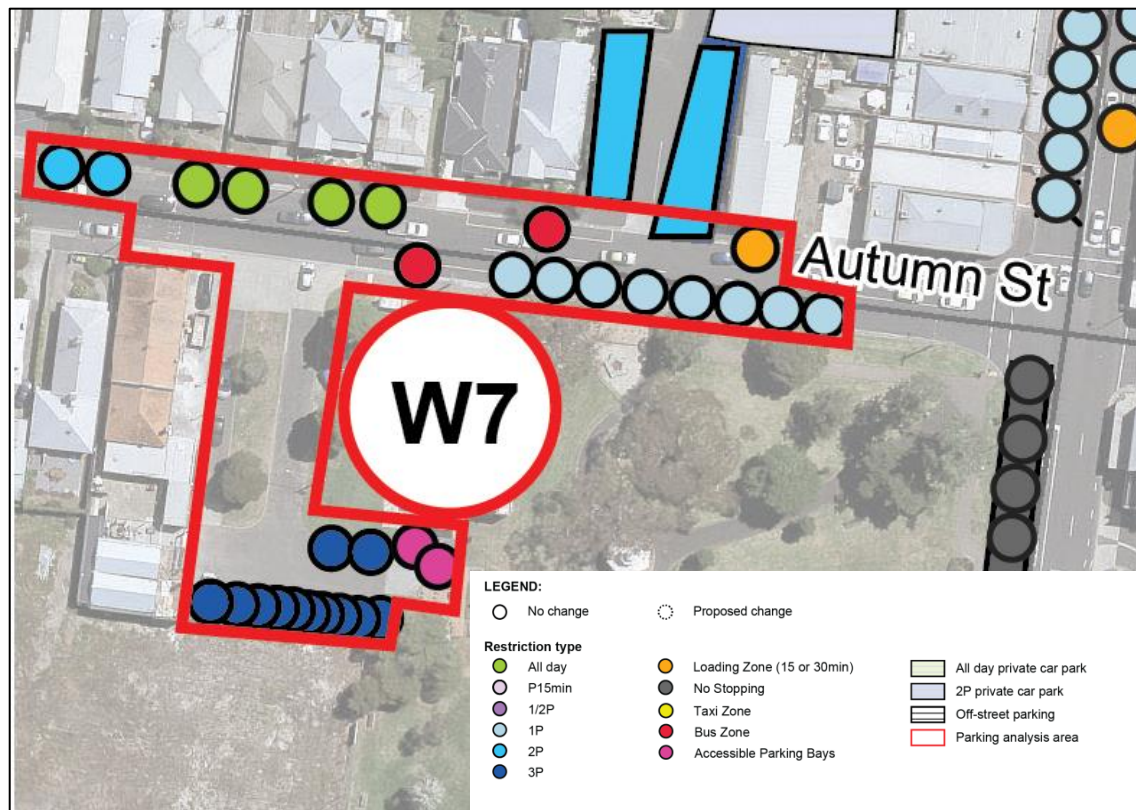 Autumn St
W7
LEGEND:
No change
Proposed change
Restriction type
All day
P15min
1/2P
1P
2P
3P
Loading Zone (15 or 30min)
No Stopping
Taxi Zone
Bus Zone
Accessible Parking Bays
All day private car park
2P private car park
Off-street parking
Parking analysis area